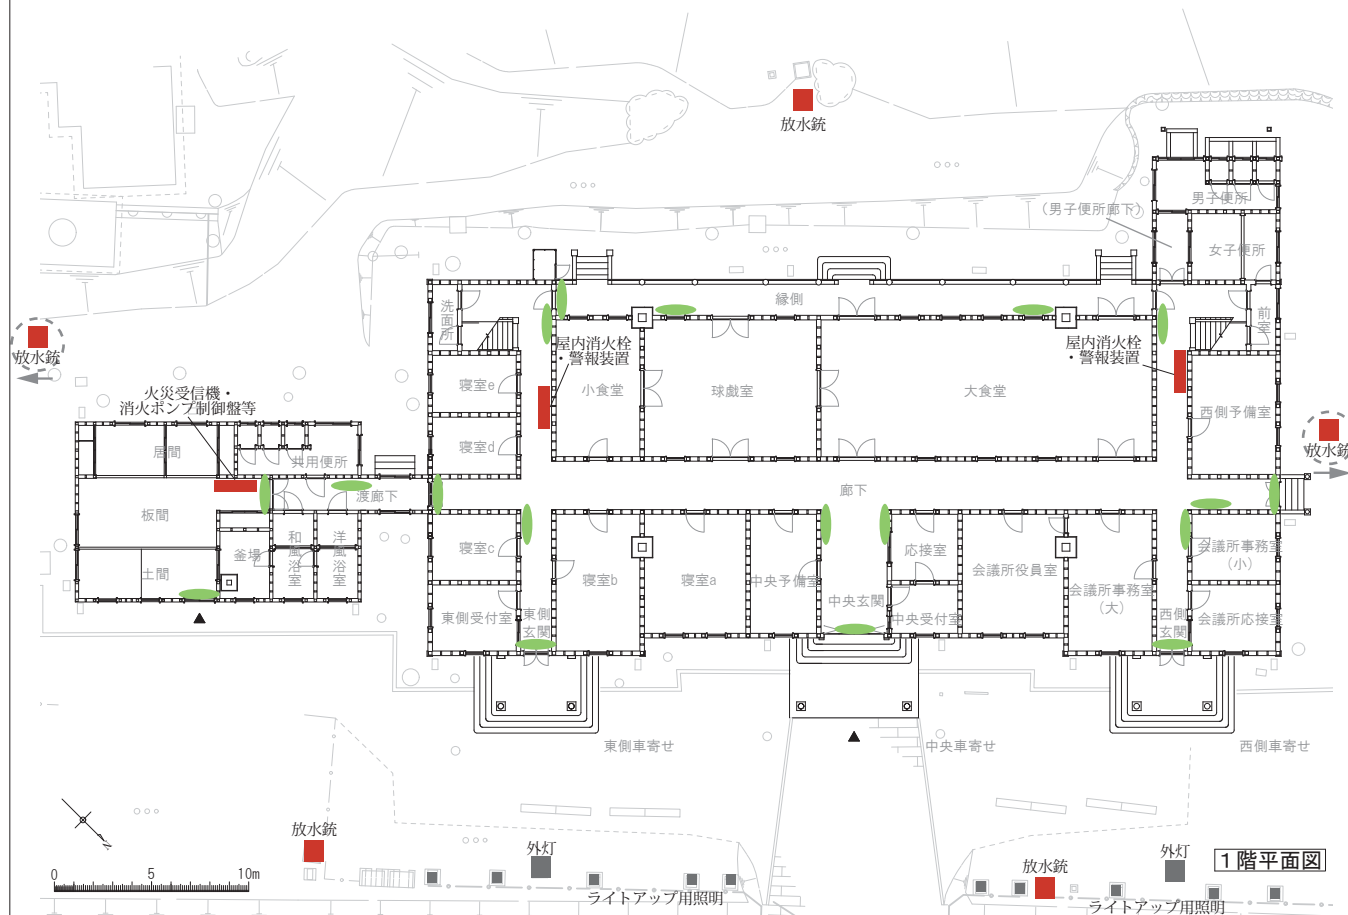 放水銃
男子便所
（男子便所廊下）
女子便所
洗
面
所
縁側
前
室
放水銃
屋内消火栓
・警報装置
屋内消火栓
・警報装置
寝室e
小食堂
球戯室
大食堂
火災受信機・
消火ポンプ制御盤等
西側予備室
居間
共用便所
寝室d
放水銃
渡廊下
廊下
板間
釜場
和
風
浴
室
洋
風
浴
室
寝室c
応接室
会議所事務室
（小）
土間
寝室b
寝室a
中央予備室
会議所役員室
会議所事務室
（大）
東側受付室
東側
玄関
中央玄関
中央受付室
西側
玄関
会議所応接室
東側車寄せ
中央車寄せ
西側車寄せ
N
放水銃
外灯
外灯
1階平面図
放水銃
0
5
10m
ライトアップ用照明
ライトアップ用照明